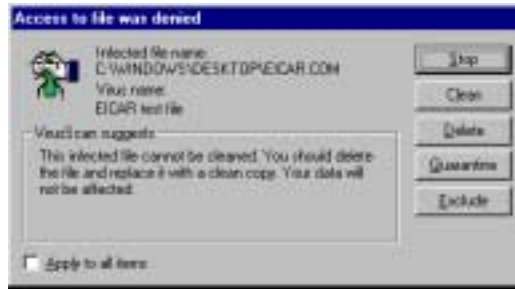 Access to file was denied
Infected file name:
C:\WINDOWS\DESKTOP\EICAR.COM
Stop
Virus name:
EICAR test file
Clean
VirusScan suggests
Delete
This infected file cannot be cleaned. You should delete
the file and replace it with a clean copy. Your data will
not be affected.
Quarantine
Exclude
Apply to all items